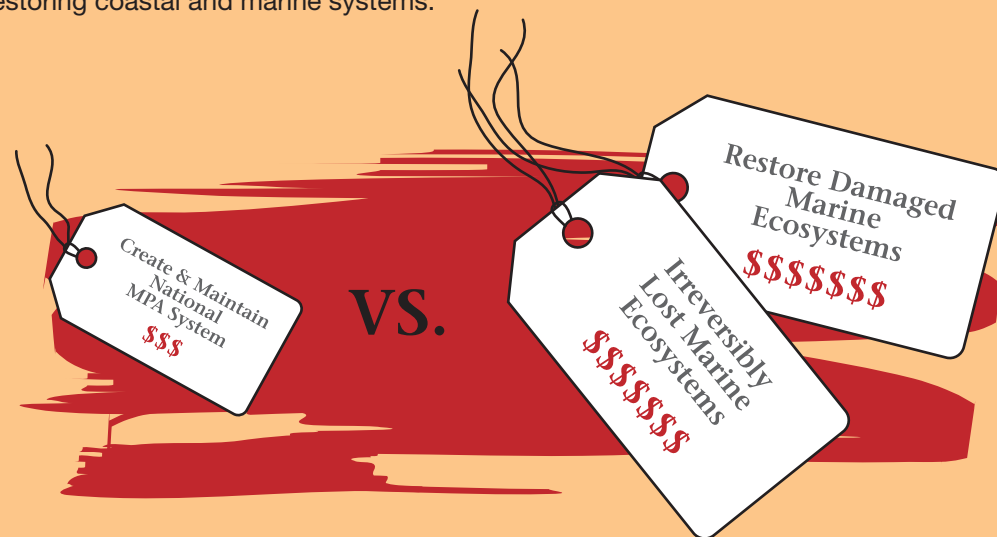 estoring coastal and marine systems.
Create & Maintain
National
MPA System
$$$
VS.
Irreversibly
Lost Marine
Ecosystems
$$$$$$$$
Restore Damaged
Marine
Ecosystems
$$$$$$$